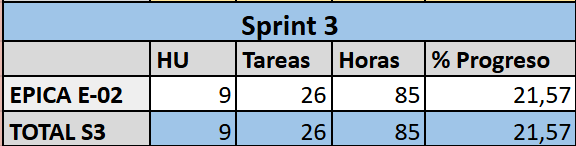 Sprint 3
HU Tareas Horas % Progreso
EPICA E-02 9 26 85 21,57
TOTAL S3 9 26 85 21,57